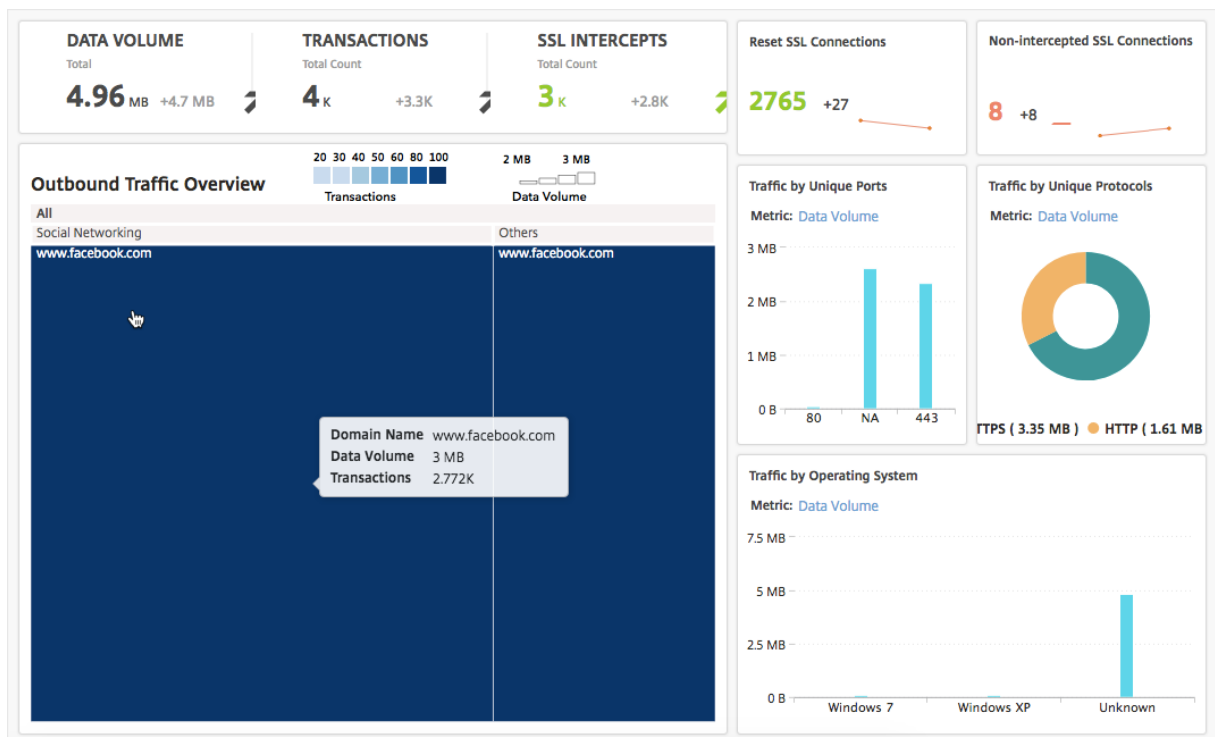 DATA VOLUME
Total
4.96 MB +4.7 MB
TRANSACTIONS
Total Count
4 K +3.3K
SSL INTERCEPTS
Total Count
3 K +2.8K
Reset SSL Connections
2765 +27
Non-intercepted SSL Connections
8 +8
Outbound Traffic Overview
20 30 40 50 60 80 100
Transactions
2 MB 3 MB
Data Volume
All
Social Networking Others
www.facebook.com www.facebook.com
Domain Name www.facebook.com
Data Volume 3 MB
Transactions 2.772K
Traffic by Unique Ports
Metric: Data Volume
3 MB
2 MB
1 MB
0 B
80 NA 443
Traffic by Unique Protocols
Metric: Data Volume
TTPS ( 3.35 MB ) HTTP ( 1.61 MB
Traffic by Operating System
Metric: Data Volume
7.5 MB
5 MB
2.5 MB
0 B
Windows 7 Windows XP Unknown